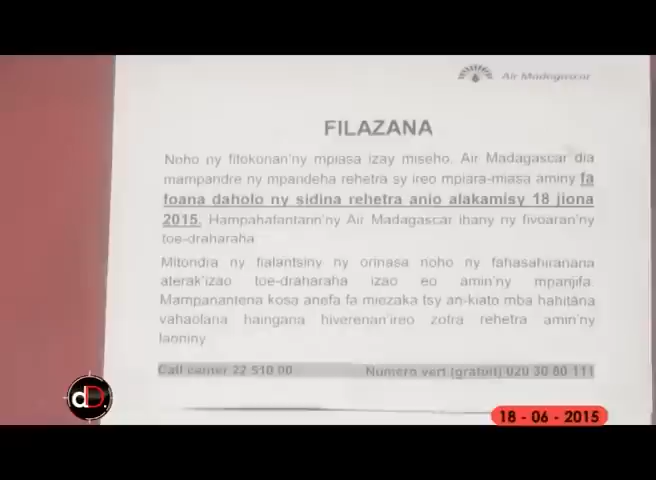 Air Madagascar
FILAZANA
Noho ny fitokonan'ny mpiasa izay miseho. Air Madagascar dia
mampandre ny mpandeha rehetra sy ireo mpiara-miasa aminy fa
foana daholo ny sidina rehetra anio alakamisy 18 jiona
2015. Hampahafantarin'ny Air Madagascar ihany ny fivoaran'ny
toe-draharaha
Mitondra ny fialantsiny ny orinasa noho ny fahasahiranana
aterak'izao toe-draharaha izao eo amin'ny mpanjifa.
Mampanantena kosa anefa fa miezaka tsy an-kiato mba hahitàna
vahaolana haingana hiverenan'ireo zotra rehetra amin'ny
laoniny
Call center 22 510 00 Numero vert (gratuit) 020 30 80 111
dD.
18 - 06 - 2015